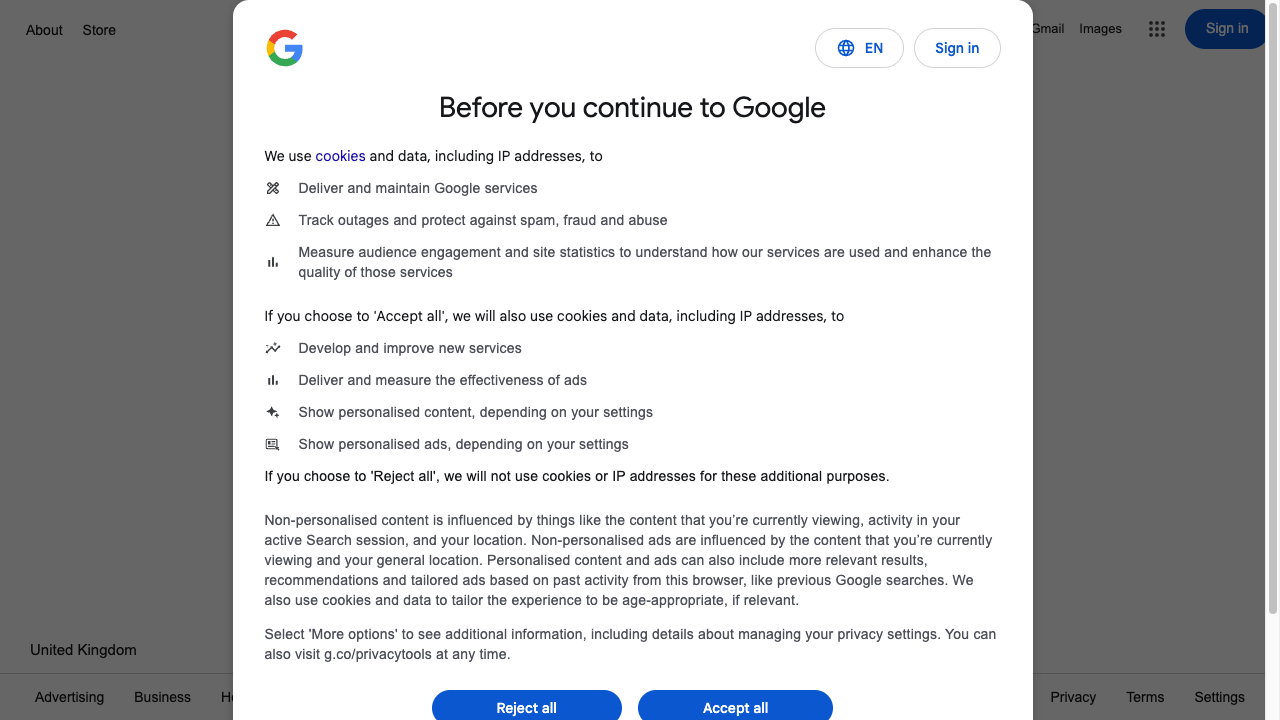 About Store
Gmail Images
Sign in
EN
Sign in
Before you continue to Google
We use cookies and data, including IP addresses, to
Deliver and maintain Google services
Track outages and protect against spam, fraud and abuse
Measure audience engagement and site statistics to understand how our services are used and enhance the
quality of those services
If you choose to 'Accept all', we will also use cookies and data, including IP addresses, to
Develop and improve new services
Deliver and measure the effectiveness of ads
Show personalised content, depending on your settings
Show personalised ads, depending on your settings
If you choose to 'Reject all', we will not use cookies or IP addresses for these additional purposes.
Non-personalised content is influenced by things like the content that you’re currently viewing, activity in your
active Search session, and your location. Non-personalised ads are influenced by the content that you’re currently
viewing and your general location. Personalised content and ads can also include more relevant results,
recommendations and tailored ads based on past activity from this browser, like previous Google searches. We
also use cookies and data to tailor the experience to be age-appropriate, if relevant.
Select 'More options' to see additional information, including details about managing your privacy settings. You can
also visit g.co/privacytools at any time.
Reject all
Accept all
United Kingdom
Advertising Business
Privacy Terms Settings